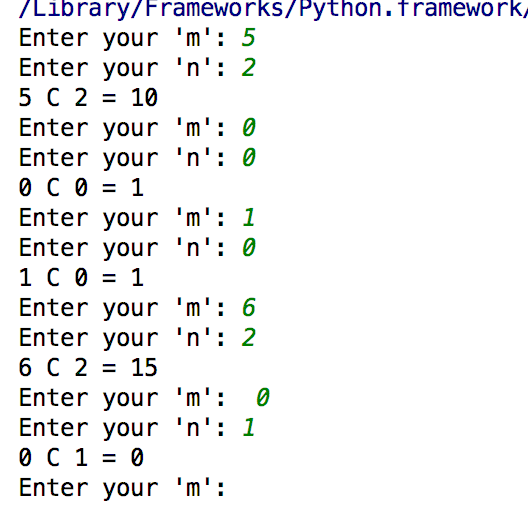 /Library/Frameworks/Python.framework/
Enter your 'm': 5
Enter your 'n': 2
5 C 2 = 10
Enter your 'm': 0
Enter your 'n': 0
0 C 0 = 1
Enter your 'm': 1
Enter your 'n': 0
1 C 0 = 1
Enter your 'm': 6
Enter your 'n': 2
6 C 2 = 15
Enter your 'm':  0
Enter your 'n': 1
0 C 1 = 0
Enter your 'm':